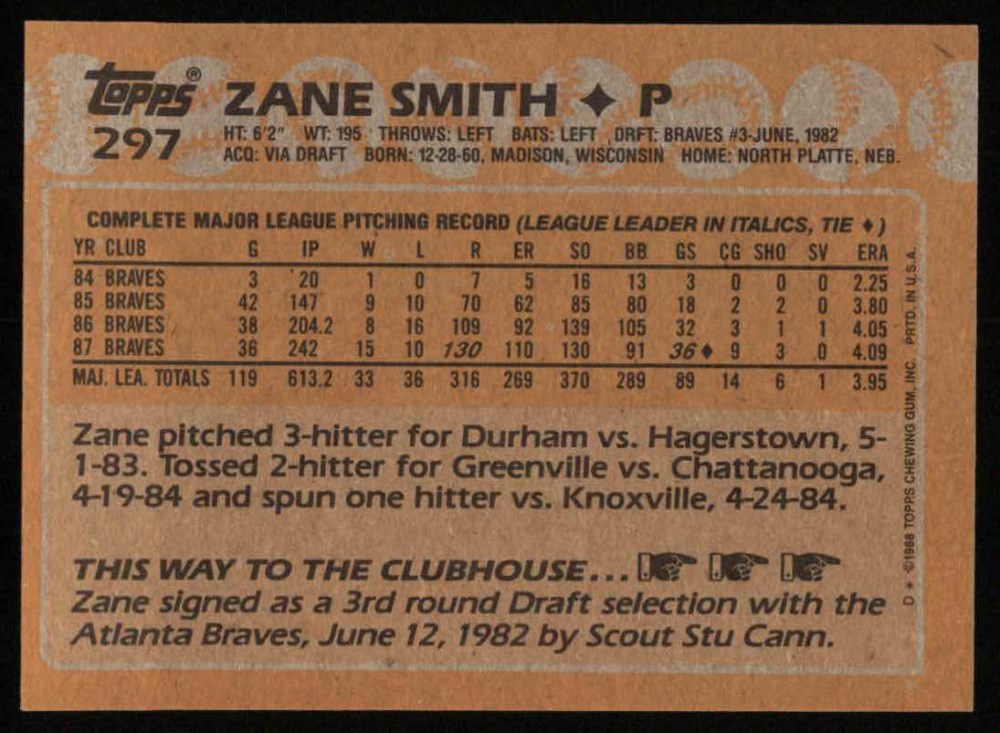 topps® ZANE SMITH ✦ P
297 HT: 6'2" WT: 195 THROWS: LEFT BATS: LEFT DRFT: BRAVES #3-JUNE, 1982
ACQ: VIA DRAFT BORN: 12-28-60, MADISON, WISCONSIN HOME: NORTH PLATTE, NEB.
COMPLETE MAJOR LEAGUE PITCHING RECORD (LEAGUE LEADER IN ITALICS, TIE ♦)
YR CLUB G IP W L R ER SO BB GS CG SHO SV ERA
84 BRAVES 3 20 1 0 7 5 16 13 3 0 0 0 2.25
85 BRAVES 42 147 9 10 70 62 85 80 18 2 2 0 3.80
86 BRAVES 38 204.2 8 16 109 92 139 105 32 3 1 1 4.05
87 BRAVES 36 242 15 10 130 110 130 91 36♦ 9 3 0 4.09
MAJ. LEA. TOTALS 119 613.2 33 36 316 269 370 289 89 14 6 1 3.95
Zane pitched 3-hitter for Durham vs. Hagerstown, 5-
1-83. Tossed 2-hitter for Greenville vs. Chattanooga,
4-19-84 and spun one hitter vs. Knoxville, 4-24-84.
THIS WAY TO THE CLUBHOUSE...
Zane signed as a 3rd round Draft selection with the
Atlanta Braves, June 12, 1982 by Scout Stu Cann.
D* ©1988 TOPPS CHEWING GUM, INC. PRTD. IN U.S.A.